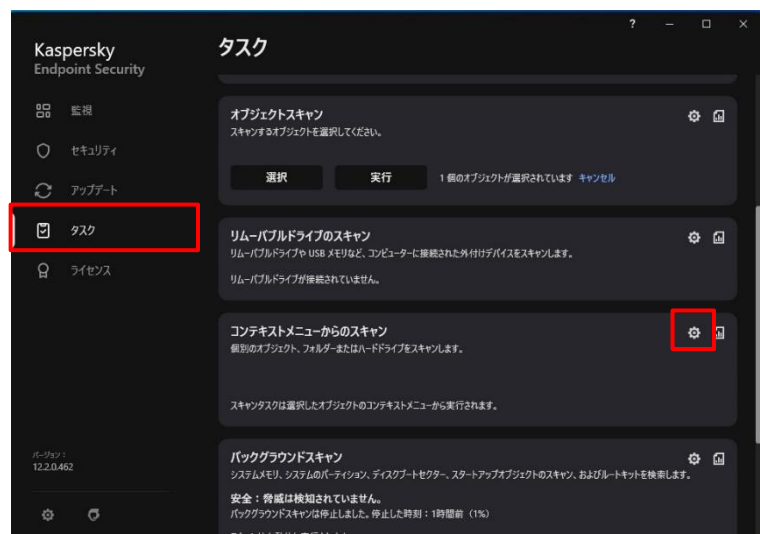 ? – □ ×
Kaspersky
Endpoint Security
タスク
監視
セキュリティ
アップデート
タスク
ライセンス
オブジェクトスキャン
スキャンするオブジェクトを選択してください。
選択 実行 1 個のオブジェクトが選択されています キャンセル
リムーバブルドライブのスキャン
リムーバブルドライブや USB メモリなど、コンピューターに接続された外付けデバイスをスキャンします。
リムーバブルドライブが接続されていません。
コンテキストメニューからのスキャン
個別のオブジェクト、フォルダーまたはハードドライブをスキャンします。
スキャンタスクは選択したオブジェクトのコンテキストメニューから実行されます。
バックグラウンドスキャン
システムメモリ、システムのパーティション、ディスクブートセクター、スタートアップオブジェクトのスキャン、およびルートキットを検索します。
安全：脅威は検知されていません。
バックグラウンドスキャンは停止しました。停止した時刻：1時間前（1%）
バージョン：
12.2.0.462